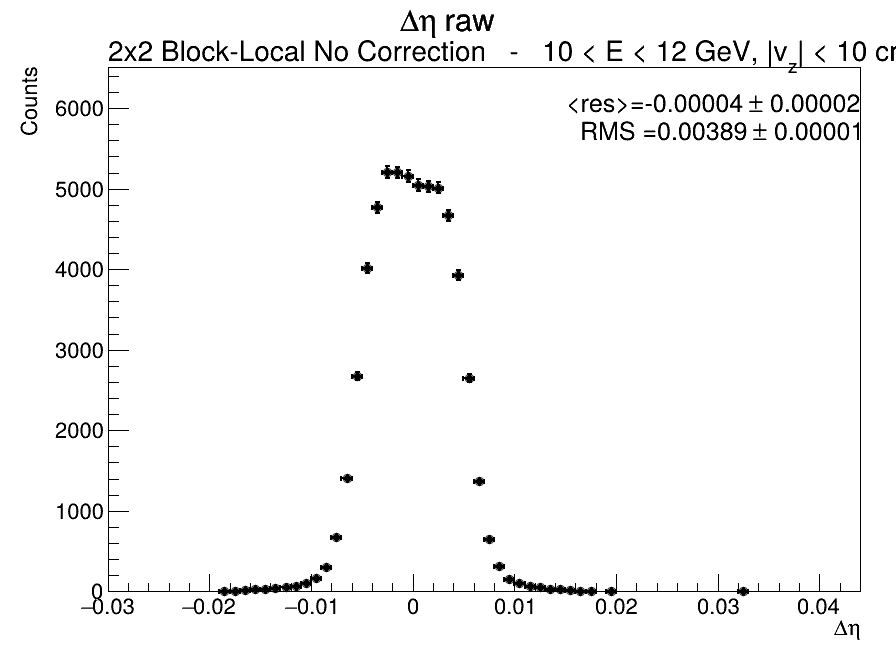 Δη raw
2x2 Block-Local No Correction - 10 < E < 12 GeV, |v_z| < 10 cm
Counts
<res>=-0.00004 ± 0.00002
RMS =0.00389 ± 0.00001
6000
5000
4000
3000
2000
1000
0
−0.03 −0.02 −0.01 0 0.01 0.02 0.03 0.04
Δη